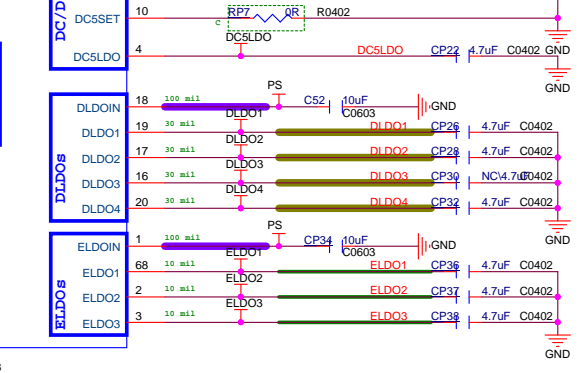 DC/D
DC5SET 10 RP7 0R R0402
c
DC5LDO
GND
DC5LDO 4 DC5LDO CP22 4.7uF C0402
GND
PS
DLDOIN 18 100 mil C52 10uF GND
C0603
DLDO1
DLDO1 19 30 mil DLDO1 CP26 4.7uF C0402
DLDO2
DLDO2 17 30 mil DLDO2 CP28 4.7uF C0402
DLDO3
DLDO3 16 30 mil DLDO3 CP30 NC\4.7uF C0402
DLDO4
DLDO4 20 30 mil DLDO4 CP32 4.7uF C0402
DLDOs
GND
PS
ELDOIN 1 100 mil CP34 10uF GND
C0603
ELDO1
ELDO1 68 10 mil ELDO1 CP36 4.7uF C0402
ELDO2
ELDO2 2 10 mil ELDO2 CP37 4.7uF C0402
ELDO3
ELDO3 3 10 mil ELDO3 CP38 4.7uF C0402
ELDOs
GND